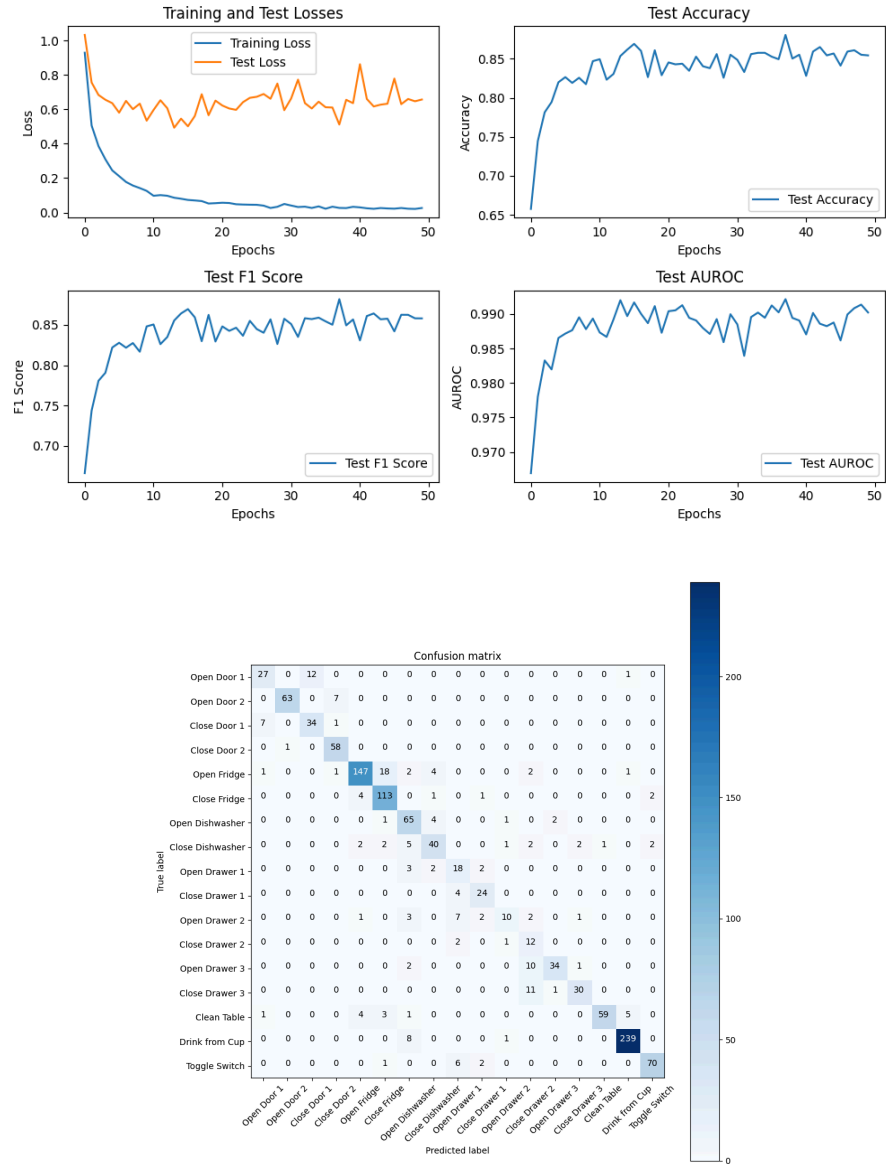 Training and Test Losses
Training Loss
Test Loss
1.0
0.8
0.6
0.4
0.2
0.0
Loss
0 10 20 30 40 50
Epochs
Test Accuracy
0.85
0.80
0.75
0.70
0.65
Accuracy
Test Accuracy
0 10 20 30 40 50
Epochs
Test F1 Score
0.85
0.80
0.75
0.70
F1 Score
Test F1 Score
0 10 20 30 40 50
Epochs
Test AUROC
0.990
0.985
0.980
0.975
0.970
AUROC
Test AUROC
0 10 20 30 40 50
Epochs
Confusion matrix
True label
Open Door 1 27 0 12 0 0 0 0 0 0 0 0 0 0 0 0 1 0
Open Door 2 0 63 0 7 0 0 0 0 0 0 0 0 0 0 0 0 0
Close Door 1 7 0 34 1 0 0 0 0 0 0 0 0 0 0 0 0 0
Close Door 2 0 1 0 58 0 0 0 0 0 0 0 0 0 0 0 0 0
Open Fridge 1 0 0 1 147 18 2 4 0 0 0 2 0 0 0 1 0
Close Fridge 0 0 0 0 4 113 0 1 0 1 0 0 0 0 0 0 2
Open Dishwasher 0 0 0 0 0 1 65 4 0 0 1 0 2 0 0 0 0
Close Dishwasher 0 0 0 0 2 2 5 40 0 0 1 2 0 2 1 0 2
Open Drawer 1 0 0 0 0 0 0 3 2 18 2 0 0 0 0 0 0 0
Close Drawer 1 0 0 0 0 0 0 0 0 4 24 0 0 0 0 0 0 0
Open Drawer 2 0 0 0 0 1 0 3 0 7 2 10 2 0 1 0 0 0
Close Drawer 2 0 0 0 0 0 0 0 0 2 0 1 12 0 0 0 0 0
Open Drawer 3 0 0 0 0 0 0 2 0 0 0 0 10 34 1 0 0 0
Close Drawer 3 0 0 0 0 0 0 0 0 0 0 0 11 1 30 0 0 0
Clean Table 1 0 0 0 4 3 1 0 0 0 0 0 0 0 59 5 0
Drink from Cup 0 0 0 0 0 0 8 0 0 0 1 0 0 0 0 239 0
Toggle Switch 0 0 0 0 0 1 0 0 6 2 0 0 0 0 0 0 70
Open Door 1
Open Door 2
Close Door 1
Close Door 2
Open Fridge
Close Fridge
Open Dishwasher
Close Dishwasher
Open Drawer 1
Close Drawer 1
Open Drawer 2
Close Drawer 2
Open Drawer 3
Close Drawer 3
Clean Table
Drink from Cup
Toggle Switch
Predicted label
200
150
100
50
0